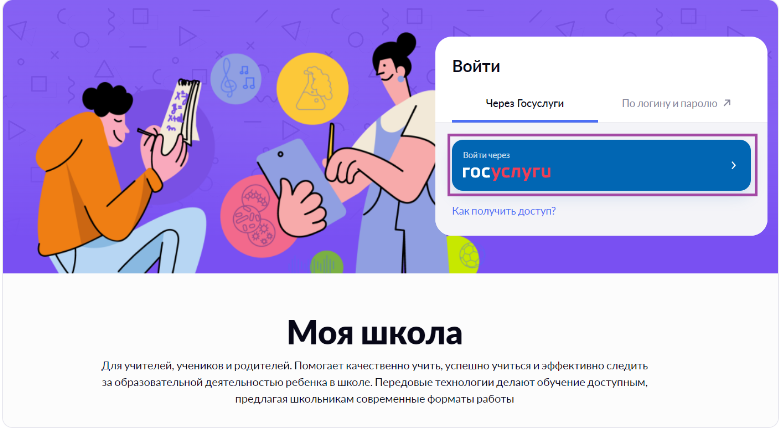 Войти
Через Госуслуги
По логину и паролю
Войти через
госуслуги
Как получить доступ?
Моя школа
Для учителей, учеников и родителей. Помогает качественно учить, успешно учиться и эффективно следить
за образовательной деятельностью ребенка в школе. Передовые технологии делают обучение доступным,
предлагая школьникам современные форматы работы